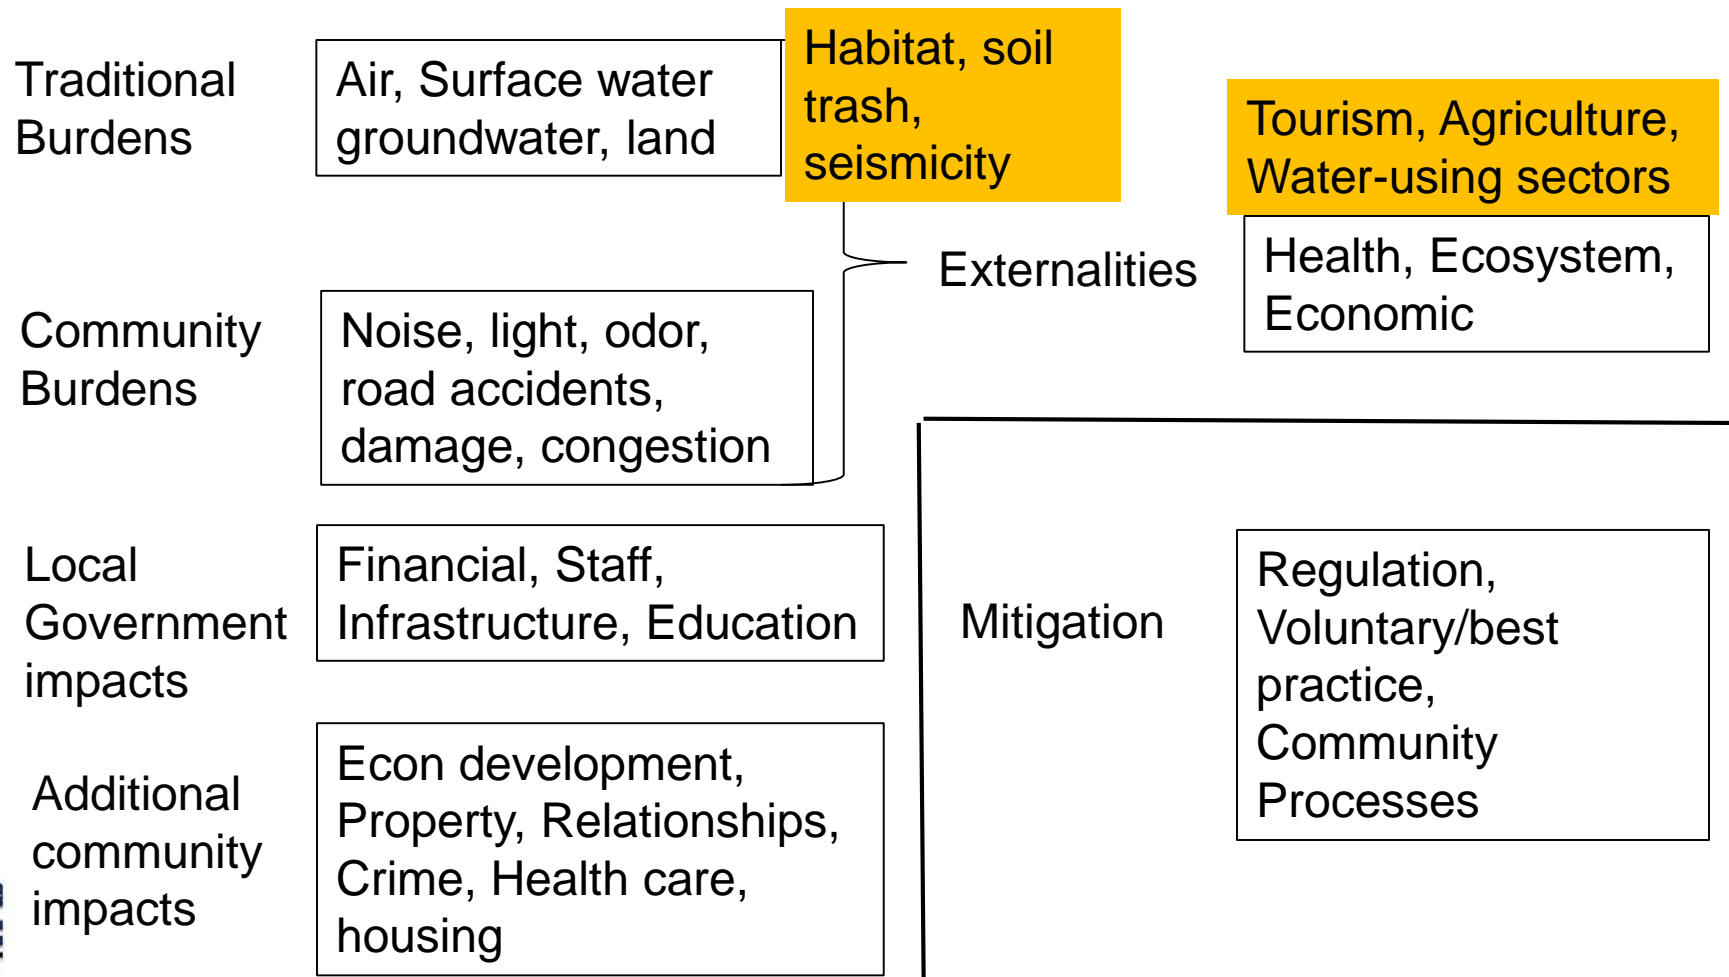 Traditional
Burdens
Air, Surface water
groundwater, land
Habitat, soil
trash,
seismicity
Tourism, Agriculture,
Water-using sectors
Externalities
Health, Ecosystem,
Economic
Community
Burdens
Noise, light, odor,
road accidents,
damage, congestion
Local
Government
impacts
Financial, Staff,
Infrastructure, Education
Mitigation
Regulation,
Voluntary/best
practice,
Community
Processes
Additional
community
impacts
Econ development,
Property, Relationships,
Crime, Health care,
housing